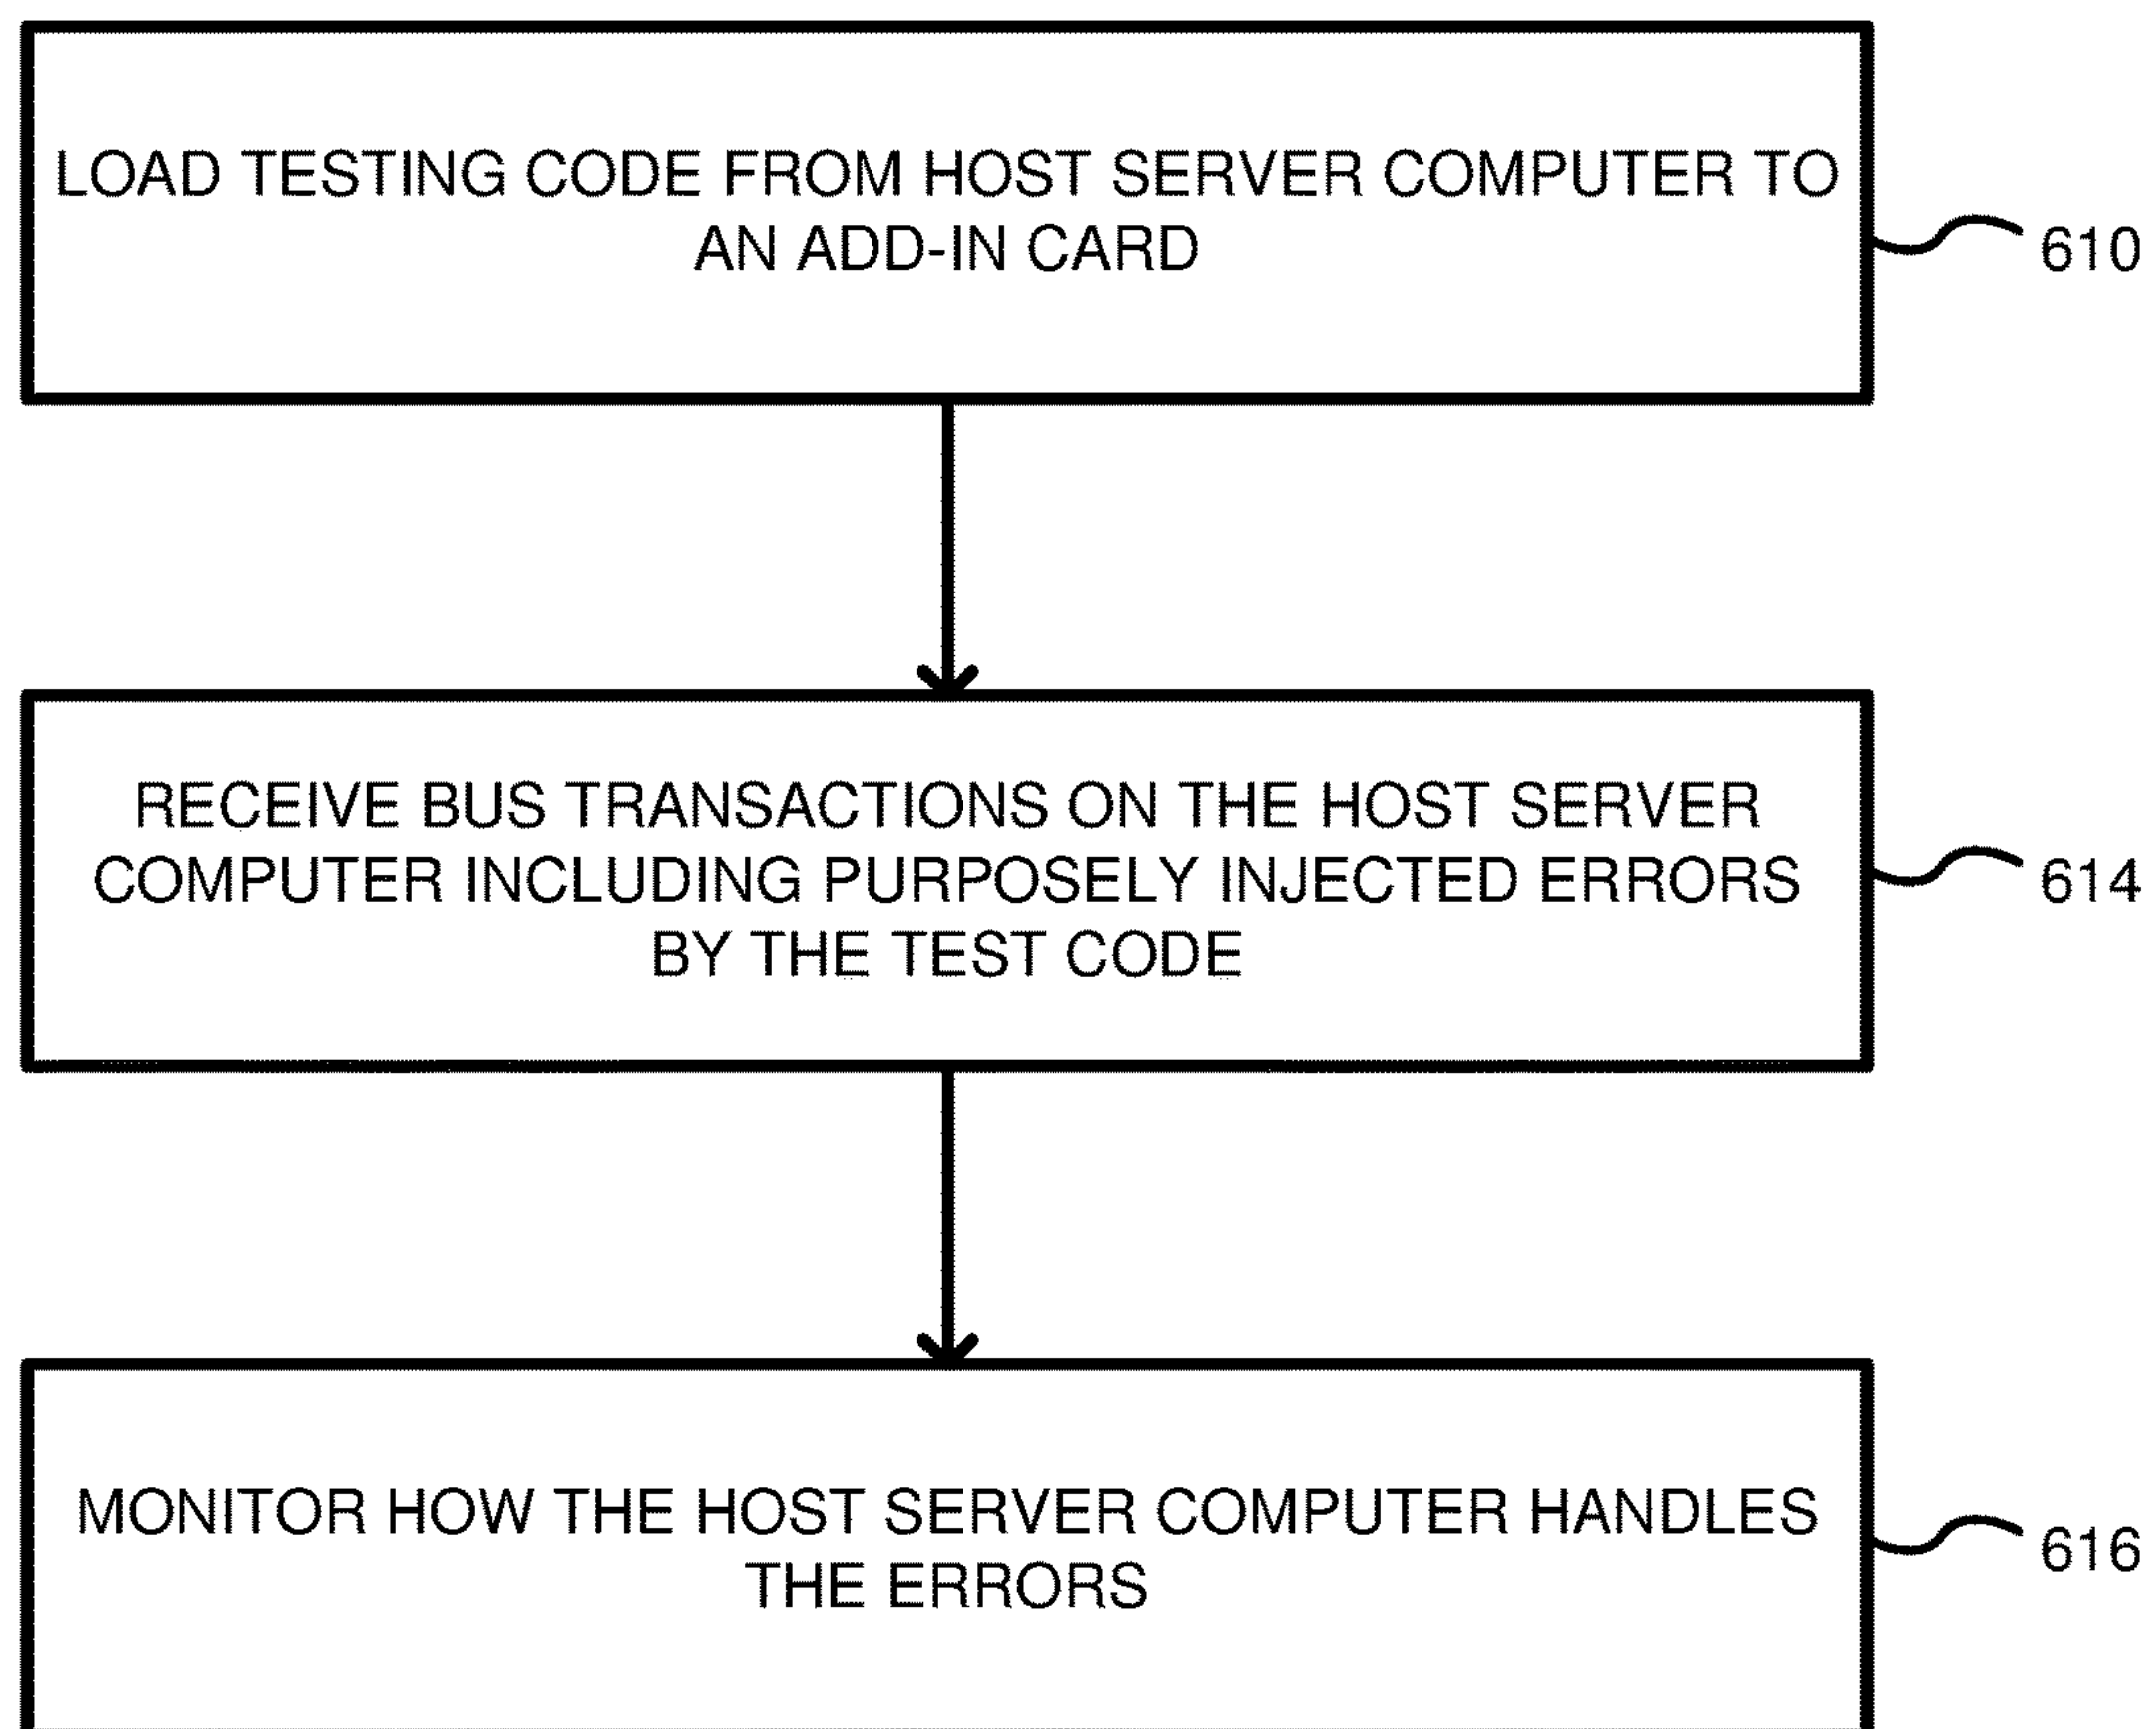 LOAD TESTING CODE FROM HOST SERVER COMPUTER TO
AN ADD-IN CARD
610
RECEIVE BUS TRANSACTIONS ON THE HOST SERVER
COMPUTER INCLUDING PURPOSELY INJECTED ERRORS
BY THE TEST CODE
614
MONITOR HOW THE HOST SERVER COMPUTER HANDLES
THE ERRORS
616